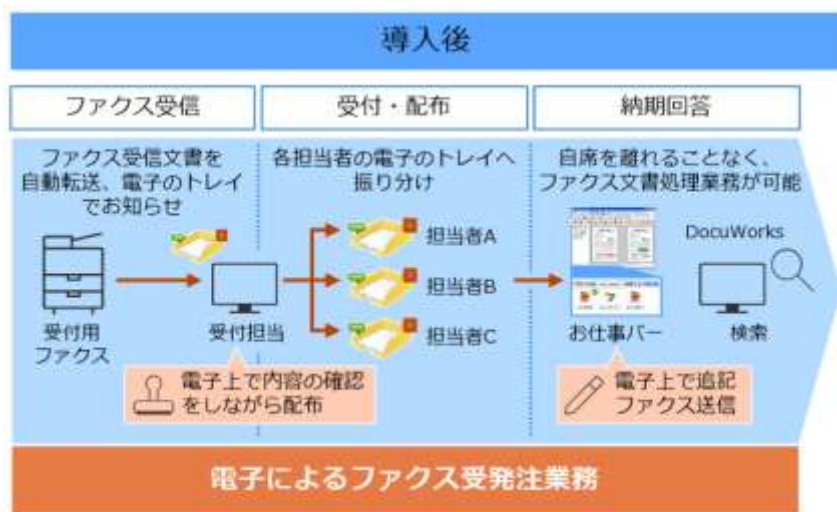 導入後
ファクス受信
受付・配布
納期回答
ファクス受信文書を
自動転送、電子のトレイ
でお知らせ
各担当者の電子のトレイへ
振り分け
自席を離れることなく、
ファクス文書処理業務が可能
担当者A
担当者B
担当者C
DocuWorks
受付用
ファクス
受付担当
お仕事バー
検索
電子上で内容の確認
をしながら配布
電子上で追記
ファクス送信
電子によるファクス受発注業務